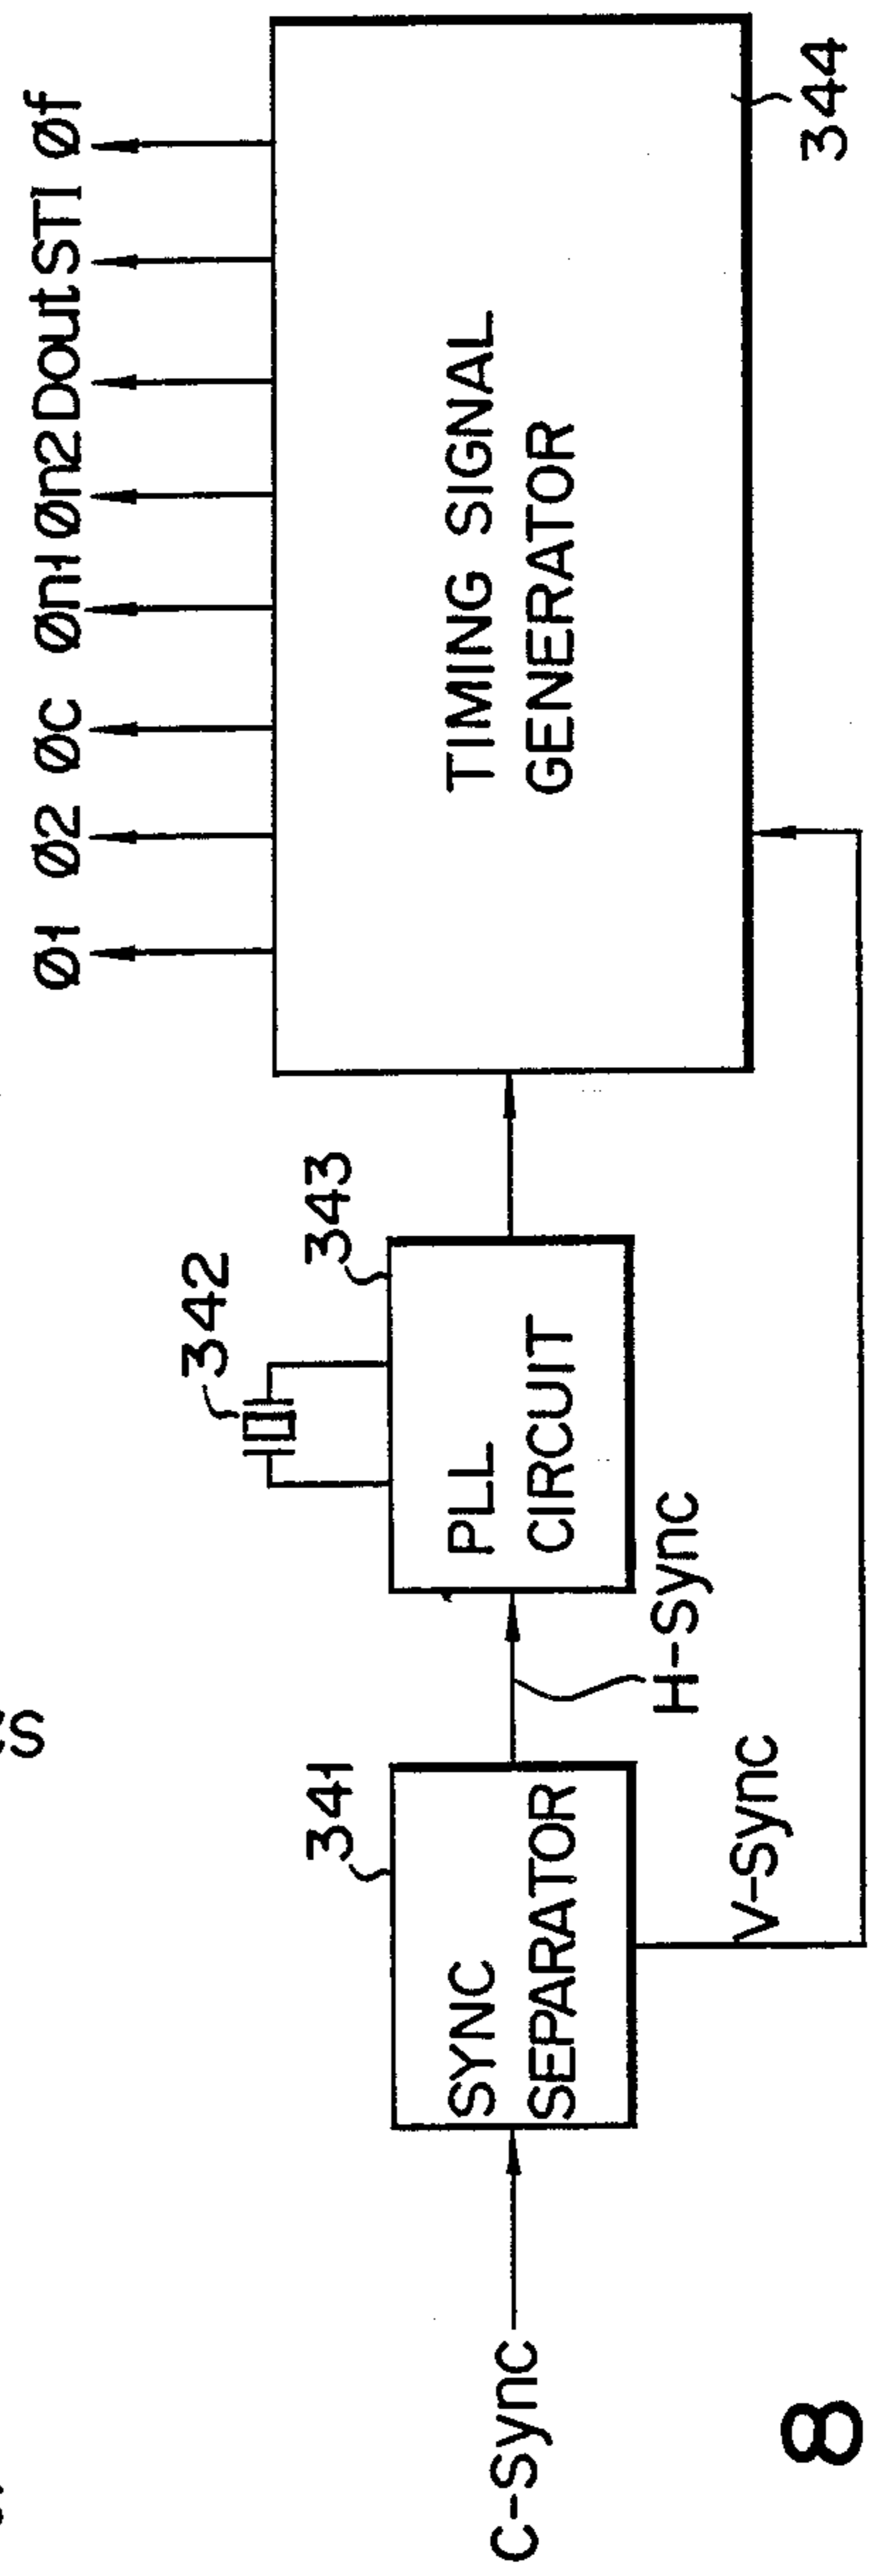 Ø1 Ø2 ØC Øn1 Øn2 Dout STI Øf
342
341
343
SYNC
SEPARATOR
PLL
CIRCUIT
TIMING SIGNAL
GENERATOR
C-Sync
H-Sync
V-Sync
344
8